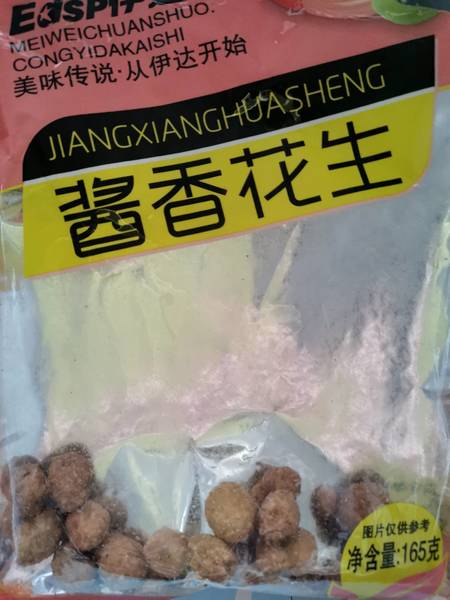 MEIWEICHUANSHUO.
CONGYIDAKAISHI
美味传说·从伊达开始
JIANGXIANGHUASHENG
酱香花生
图片仅供参考
净含量:165克